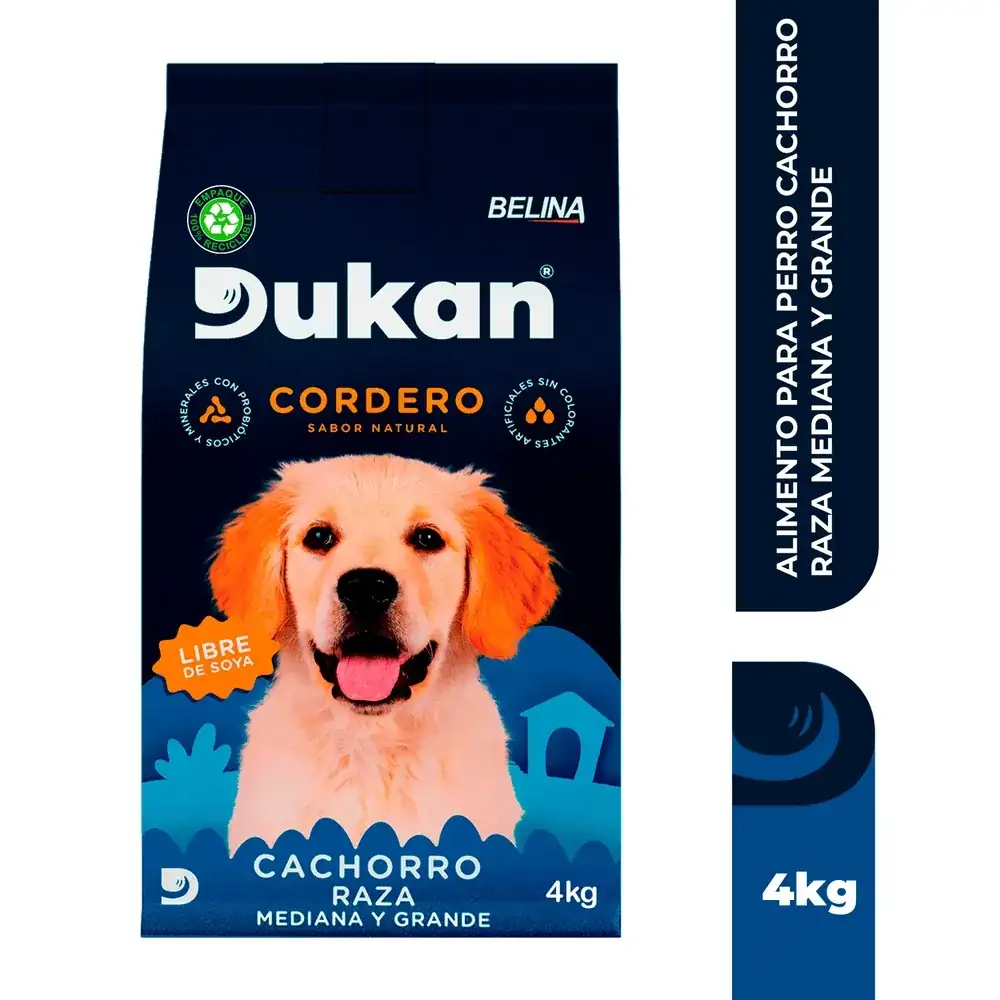 EMPAQUE
100% RECICLABLE
BELINA
Dukan®
MINERALES CON PROBIÓTICOS Y
CORDERO
SABOR NATURAL
ARTIFICIALES SIN COLORANTES
LIBRE
DE SOYA
CACHORRO
RAZA
MEDIANA Y GRANDE
4kg
ALIMENTO PARA PERRO CACHORRO
RAZA MEDIANA Y GRANDE
4kg